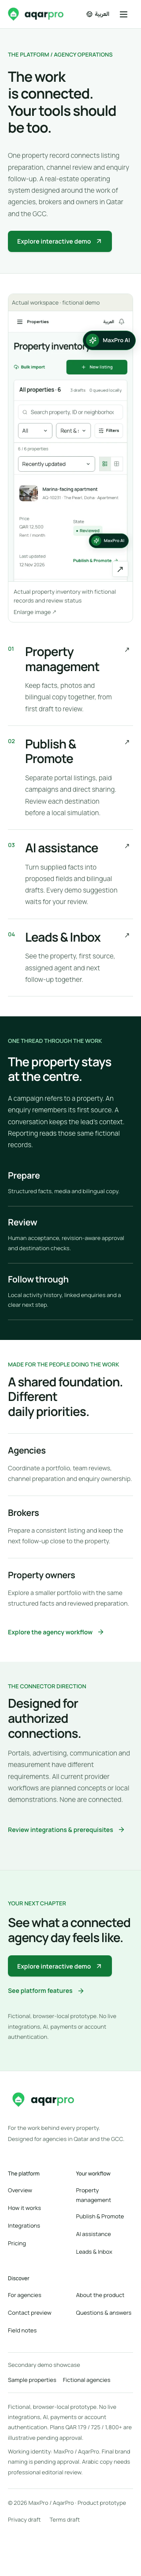 aqarpro
العربية
THE PLATFORM / AGENCY OPERATIONS
The work
is connected.
Your tools should
be too.
One property record connects listing
preparation, channel review and enquiry
follow-up. A real-estate operating
system designed around the work of
agencies, brokers and owners in Qatar
and the GCC.
Explore interactive demo
Actual workspace · fictional demo
Properties
العربية
MaxPro AI
Property inventory
Bulk import
New listing
All properties · 6
3 drafts
0 queued locally
Search property, ID or neighborhood
All
Rent &
Filters
6 / 6 properties
Recently updated
Marina-facing apartment
AQ-00231 · The Pearl, Doha · Apartment
Price
QAR 12,500
Rent / month
State
Reviewed
MaxPro AI
Last updated
12 Nov 2026
Publish & Promote
Actual property inventory with fictional
records and review status
Enlarge image ↗
01
Property
management
Keep facts, photos and
bilingual copy together, from
first draft to review.
02
Publish &
Promote
Separate portal listings, paid
campaigns and direct sharing.
Review each destination
before a local simulation.
03
AI assistance
Turn supplied facts into
proposed fields and bilingual
drafts. Every demo suggestion
waits for your review.
04
Leads & Inbox
See the property, first source,
assigned agent and next
follow-up together.
ONE THREAD THROUGH THE WORK
The property stays
at the centre.
A campaign refers to a property. An
enquiry remembers its first source. A
conversation keeps the lead's context.
Reporting reads those same fictional
records.
Prepare
Structured facts, media and bilingual copy.
Review
Human acceptance, revision-aware approval
and destination checks.
Follow through
Local activity history, linked enquiries and a
clear next step.
MADE FOR THE PEOPLE DOING THE WORK
A shared foundation.
Different
daily priorities.
Agencies
Coordinate a portfolio, team reviews,
channel preparation and enquiry ownership.
Brokers
Prepare a consistent listing and keep the
next follow-up close to the property.
Property owners
Explore a smaller portfolio with the same
structured facts and reviewed preparation.
Explore the agency workflow
THE CONNECTOR DIRECTION
Designed for
authorized
connections.
Portals, advertising, communication and
measurement have different
requirements. All current provider
workflows are planned concepts or local
demonstrations. None are connected.
Review integrations & prerequisites
YOUR NEXT CHAPTER
See what a connected
agency day feels like.
Explore interactive demo
See platform features
Fictional, browser-local prototype. No live
integrations, AI, payments or account
authentication.
aqarpro
For the work behind every property.
Designed for agencies in Qatar and the GCC.
The platform
Overview
How it works
Integrations
Pricing
Your workflow
Property
management
Publish & Promote
AI assistance
Leads & Inbox
Discover
For agencies
Contact preview
Field notes
About the product
Questions & answers
Secondary demo showcase
Sample properties
Fictional agencies
Fictional, browser-local prototype. No live
integrations, AI, payments or account
authentication. Plans QAR 179 / 725 / 1,800+ are
illustrative pending approval.
Working identity: MaxPro / AqarPro. Final brand
naming is pending approval. Arabic copy needs
professional editorial review.
© 2026 MaxPro / AqarPro · Product prototype
Privacy draft
Terms draft